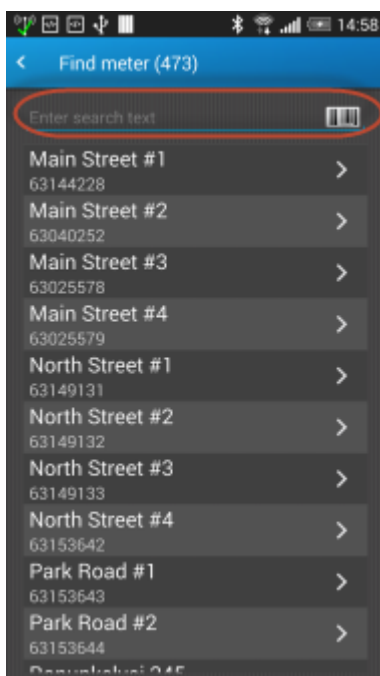 14:58
Find meter (473)
Enter search text
Main Street #1
63144228
Main Street #2
63040252
Main Street #3
63025578
Main Street #4
63025579
North Street #1
63149131
North Street #2
63149132
North Street #3
63149133
North Street #4
63153642
Park Road #1
63153643
Park Road #2
63153644